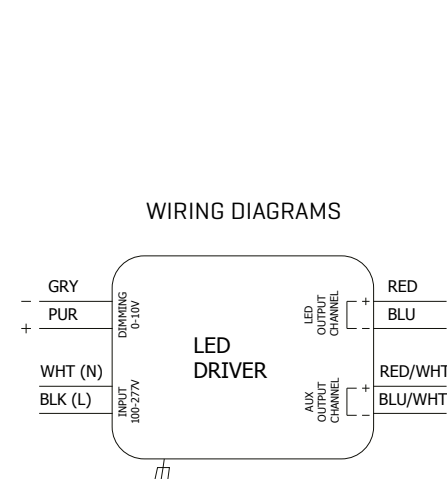 WIRING DIAGRAMS
– GRY
+ PUR
DIMMING
0-10V
WHT (N)
BLK (L)
INPUT
100-277V
LED
DRIVER
LED
OUTPUT
CHANNEL
+ RED
– BLU
AUX
OUTPUT
CHANNEL
+ RED/WHT
– BLU/WHT